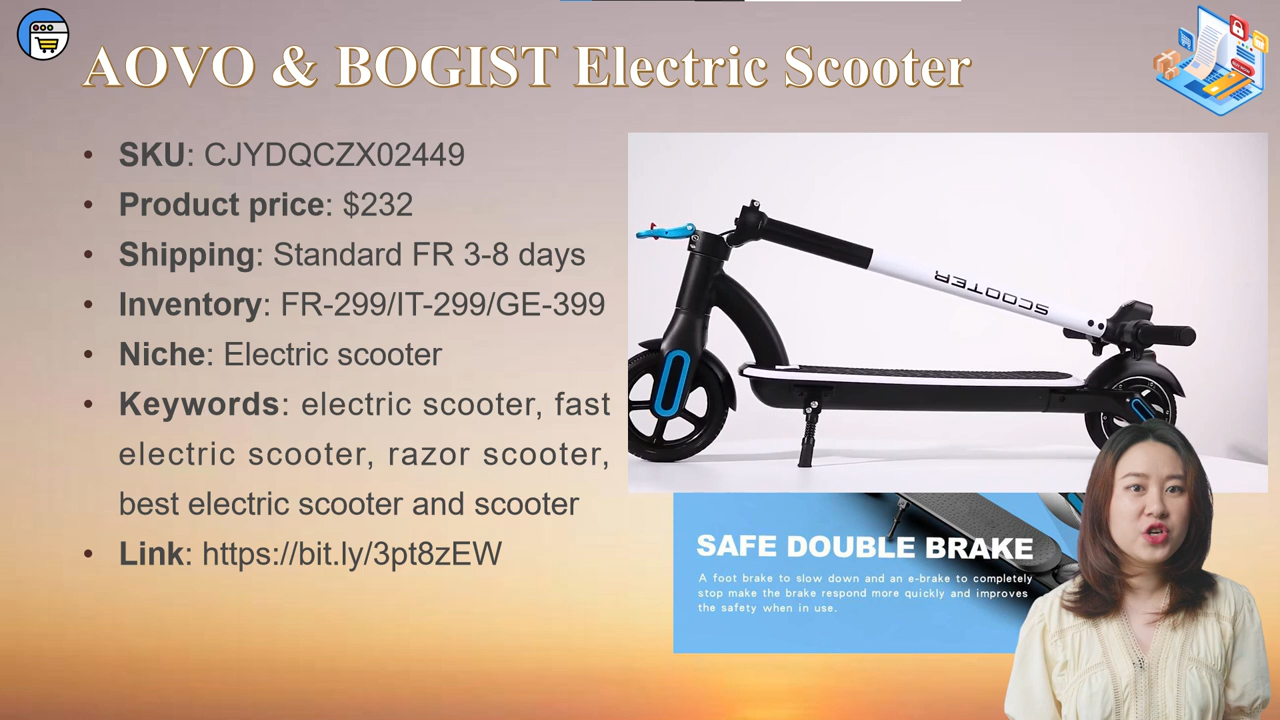 AOVO & BOGIST Electric Scooter
• SKU: CJYDQCZX02449
• Product price: $232
• Shipping: Standard FR 3-8 days
• Inventory: FR-299/IT-299/GE-399
• Niche: Electric scooter
• Keywords: electric scooter, fast
electric scooter, razor scooter,
best electric scooter and scooter
• Link: https://bit.ly/3pt8zEW
SCOOTER
SAFE DOUBLE BRAKE
A foot brake to slow down and an e-brake to completely
stop make the brake respond more quickly and improves
the safety when in use.